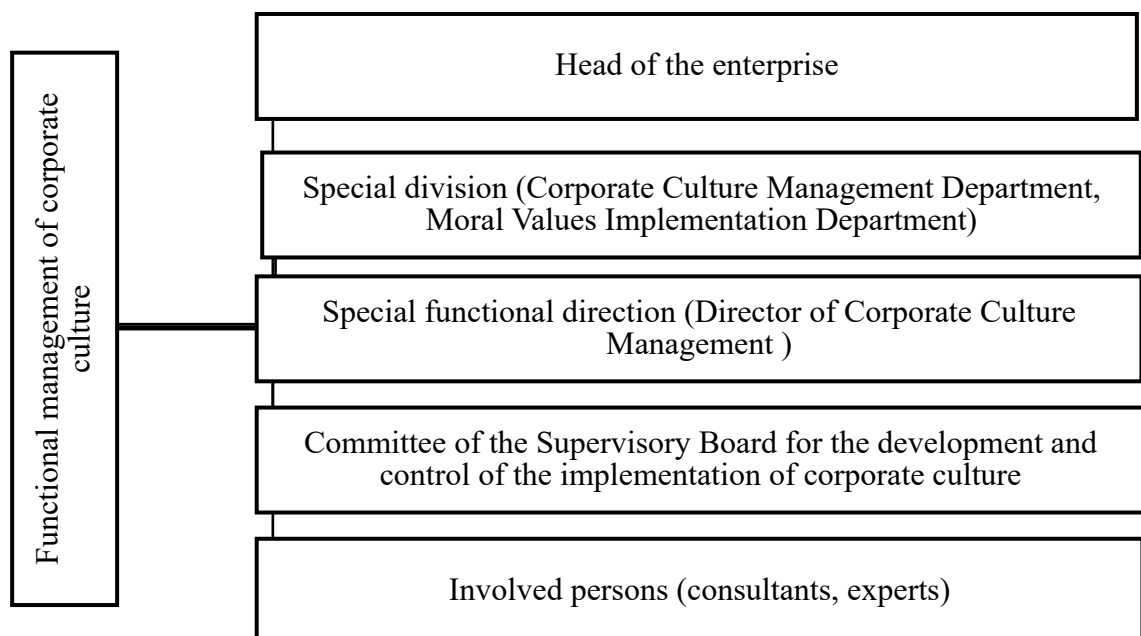 Functional management of corporate
culture
Head of the enterprise
Special division (Corporate Culture Management Department,
Moral Values Implementation Department)
Special functional direction (Director of Corporate Culture
Management )
Committee of the Supervisory Board for the development and
control of the implementation of corporate culture
Involved persons (consultants, experts)